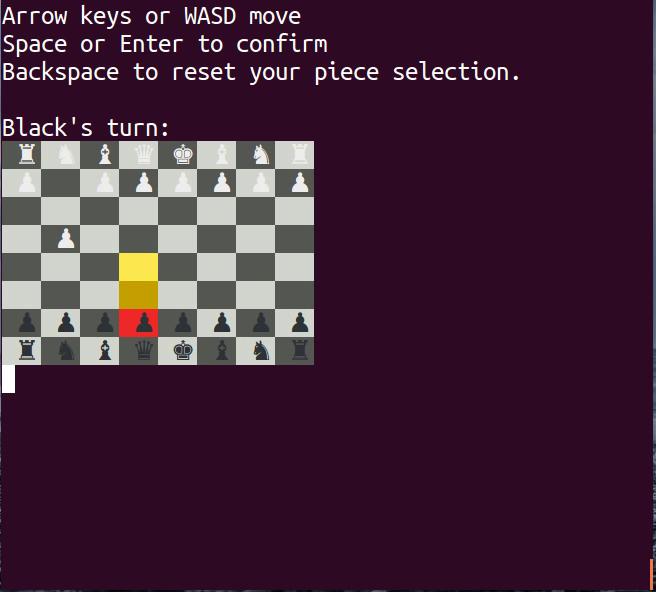 Arrow keys or WASD move
Space or Enter to confirm
Backspace to reset your piece selection.
Black's turn: